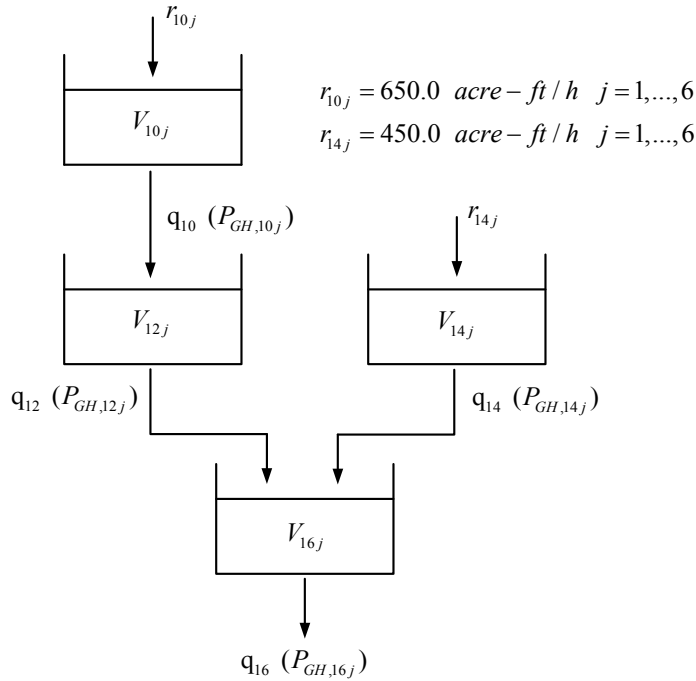 r10j
r10j = 650.0 acre – ft / h j = 1,...,6
V10j
r14j = 450.0 acre – ft / h j = 1,...,6
q10 (PGH,10j)
r14j
V12j
V14j
q12 (PGH,12j)
q14 (PGH,14j)
V16j
q16 (PGH,16j)